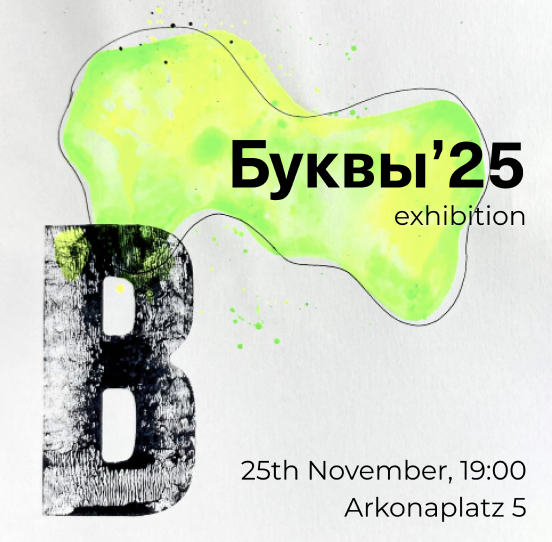 Буквы’25
exhibition
B
25th November, 19:00
Arkonaplatz 5